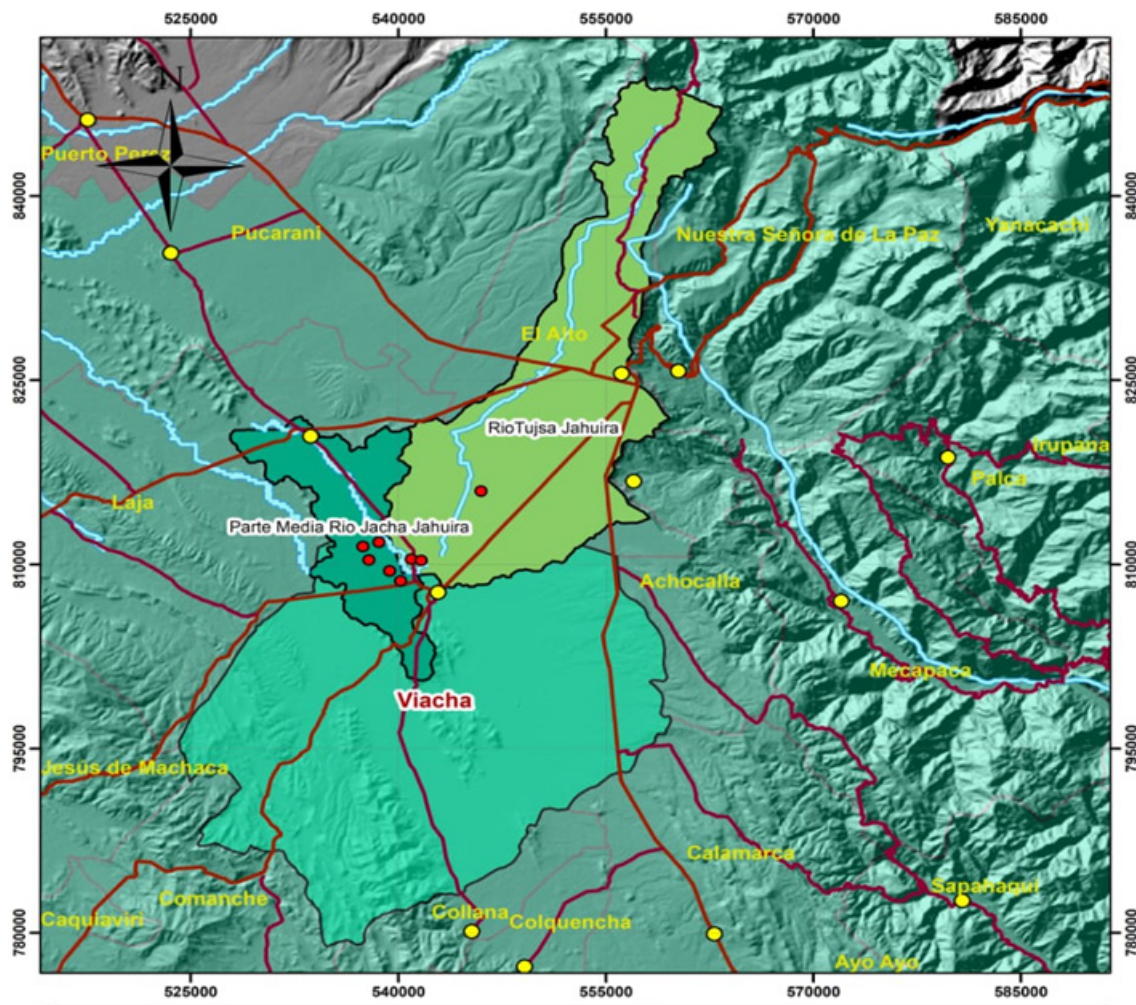 525000 540000 555000 570000 585000
N
840000 840000
Puerto Perez
Pucarani
Nuestra Señora de La Paz
Yanacachi
El Alto
825000 825000
RioTujsa Jahuira
Irupana
Palca
Laja
Parte Media Rio Jacha Jahuira
810000 810000
Achocalla
Mecapaca
Viacha
795000 795000
Jesus de Machaca
Calamarca
Sapahaqui
Comanche
Collana
Colquencha
Caquiaviri
780000 780000
Ayo Ayo
525000 540000 555000 570000 585000